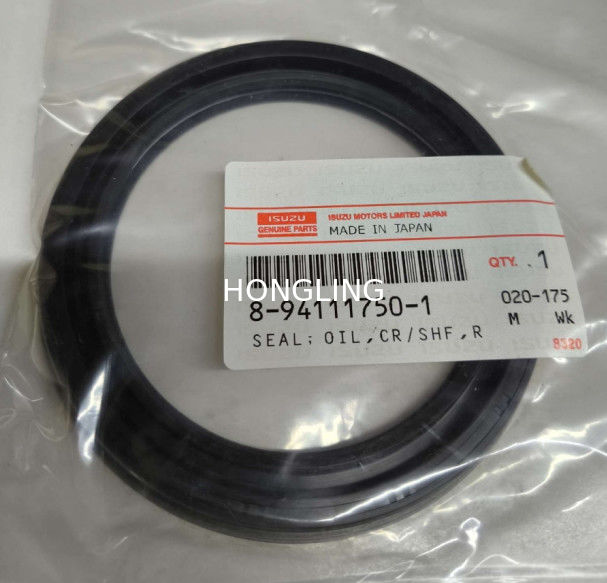 ISUZU
GENUINE PARTS
ISUZU MOTORS LIMITED JAPAN
MADE IN JAPAN
QTY. 1
HONGLING
8-94111750-1
020-175
M Wk
SEAL; OIL, CR/SHF, R
8320